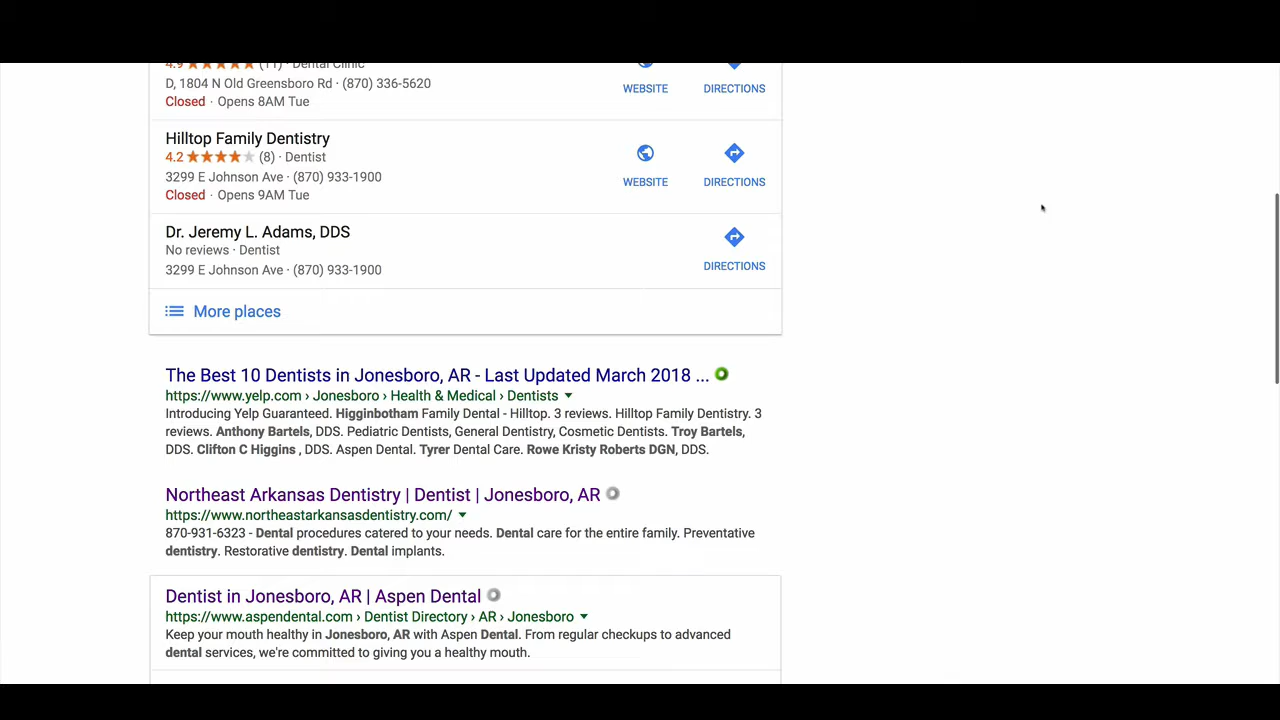 4.9 (11) · Dental Clinic
D, 1804 N Old Greensboro Rd · (870) 336-5620
WEBSITE
DIRECTIONS
Closed · Opens 8AM Tue
Hilltop Family Dentistry
4.2 (8) · Dentist
3299 E Johnson Ave · (870) 933-1900
WEBSITE
DIRECTIONS
Closed · Opens 9AM Tue
Dr. Jeremy L. Adams, DDS
No reviews · Dentist
3299 E Johnson Ave · (870) 933-1900
DIRECTIONS
More places
The Best 10 Dentists in Jonesboro, AR - Last Updated March 2018 ...
https://www.yelp.com › Jonesboro › Health & Medical › Dentists
Introducing Yelp Guaranteed. Higginbotham Family Dental - Hilltop. 3 reviews. Hilltop Family Dentistry. 3
reviews. Anthony Bartels, DDS. Pediatric Dentists, General Dentistry, Cosmetic Dentists. Troy Bartels,
DDS. Clifton C Higgins , DDS. Aspen Dental. Tyrer Dental Care. Rowe Kristy Roberts DGN, DDS.
Northeast Arkansas Dentistry | Dentist | Jonesboro, AR
https://www.northeastarkansasdentistry.com/
870-931-6323 - Dental procedures catered to your needs. Dental care for the entire family. Preventative
dentistry. Restorative dentistry. Dental implants.
Dentist in Jonesboro, AR | Aspen Dental
https://www.aspendental.com › Dentist Directory › AR › Jonesboro
Keep your mouth healthy in Jonesboro, AR with Aspen Dental. From regular checkups to advanced
dental services, we're committed to giving you a healthy mouth.